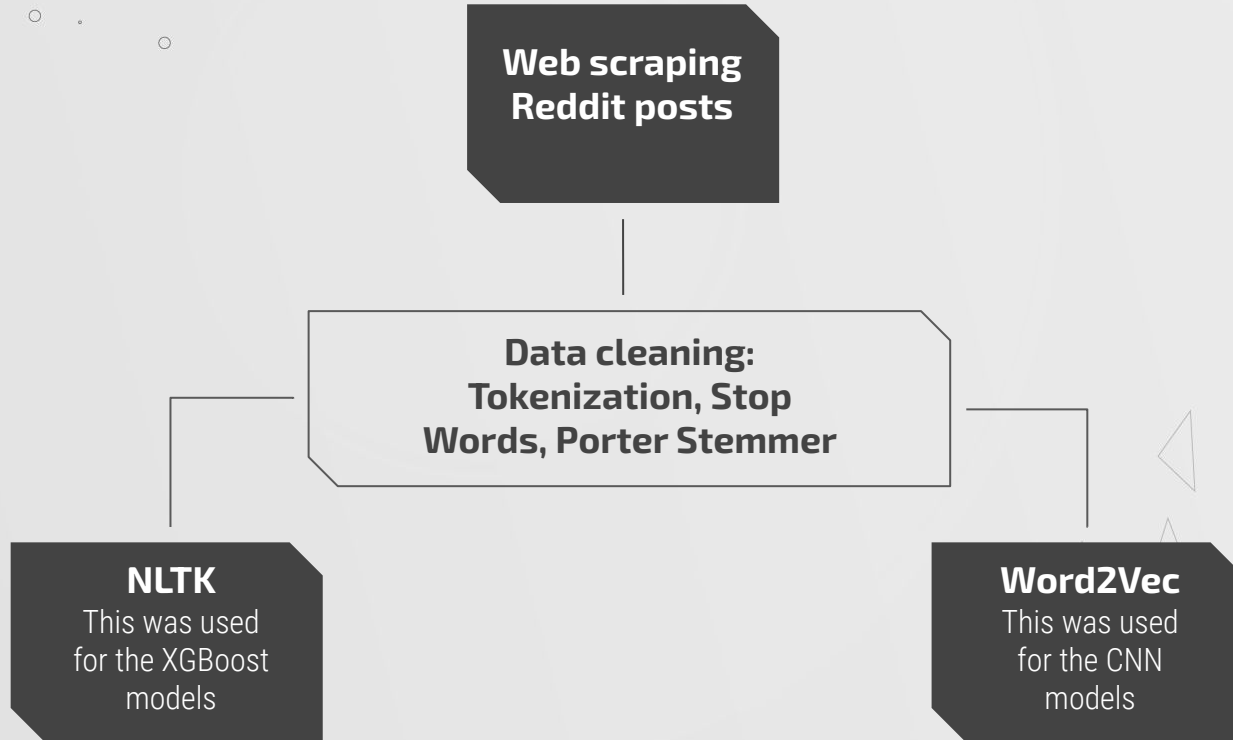 Web scraping
Reddit posts
Data cleaning:
Tokenization, Stop
Words, Porter Stemmer
NLTK
This was used
for the XGBoost
models
Word2Vec
This was used
for the CNN
models